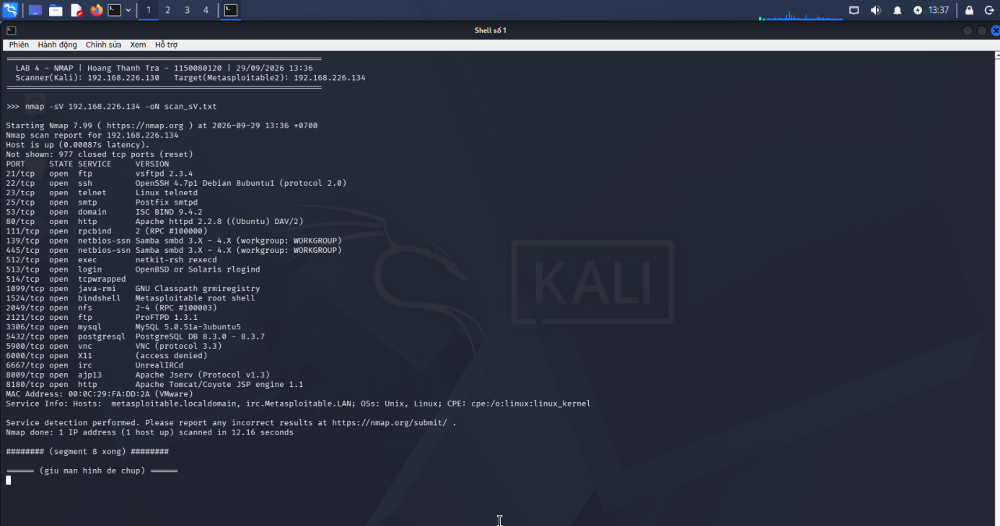 1 2 3 4 13:37
Shell số 1
Phiên Hành động Chỉnh sửa Xem Hỗ trợ
LAB 4 - NMAP | Hoang Thanh Tra - 1150080120 | 29/09/2026 13:36
Scanner(Kali): 192.168.226.130 Target(Metasploitable2): 192.168.226.134
>>> nmap -sV 192.168.226.134 -oN scan_sV.txt
Starting Nmap 7.99 ( https://nmap.org ) at 2026-09-29 13:36 +0700
Nmap scan report for 192.168.226.134
Host is up (0.00087s latency).
Not shown: 977 closed tcp ports (reset)
PORT STATE SERVICE VERSION
21/tcp open ftp vsftpd 2.3.4
22/tcp open ssh OpenSSH 4.7p1 Debian 8ubuntu1 (protocol 2.0)
23/tcp open telnet Linux telnetd
25/tcp open smtp Postfix smtpd
53/tcp open domain ISC BIND 9.4.2
80/tcp open http Apache httpd 2.2.8 ((Ubuntu) DAV/2)
111/tcp open rpcbind 2 (RPC #100000)
139/tcp open netbios-ssn Samba smbd 3.X - 4.X (workgroup: WORKGROUP)
445/tcp open netbios-ssn Samba smbd 3.X - 4.X (workgroup: WORKGROUP)
512/tcp open exec netkit-rsh rexecd
513/tcp open login OpenBSD or Solaris rlogind
514/tcp open tcpwrapped
1099/tcp open java-rmi GNU Classpath grmiregistry
1524/tcp open bindshell Metasploitable root shell
2049/tcp open nfs 2-4 (RPC #100003)
2121/tcp open ftp ProFTPD 1.3.1
3306/tcp open mysql MySQL 5.0.51a-3ubuntu5
5432/tcp open postgresql PostgreSQL DB 8.3.0 - 8.3.7
5900/tcp open vnc VNC (protocol 3.3)
6000/tcp open X11 (access denied)
6667/tcp open irc UnrealIRCd
8009/tcp open ajp13 Apache Jserv (Protocol v1.3)
8180/tcp open http Apache Tomcat/Coyote JSP engine 1.1
MAC Address: 00:0C:29:FA:DD:2A (VMware)
Service Info: Hosts: metasploitable.localdomain, irc.Metasploitable.LAN; OSs: Unix, Linux; CPE: cpe:/o:linux:linux_kernel
Service detection performed. Please report any incorrect results at https://nmap.org/submit/ .
Nmap done: 1 IP address (1 host up) scanned in 12.16 seconds
######## (segment 8 xong) ########
====== (giu man hinh de chup) ======
KALI